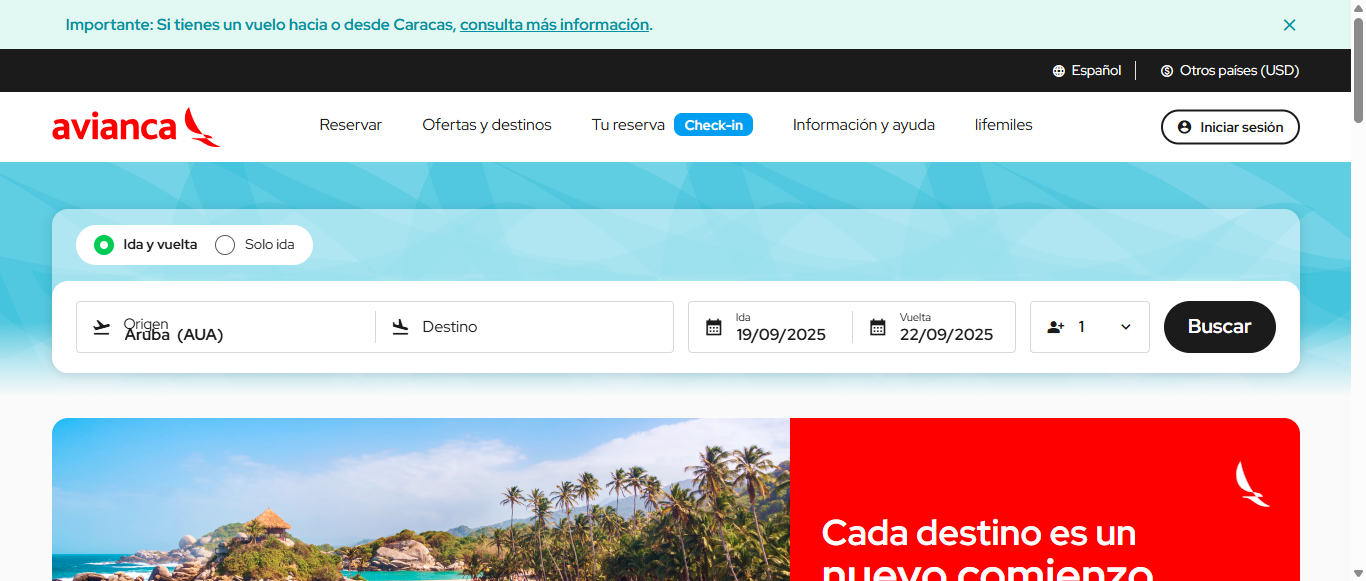 Importante: Si tienes un vuelo hacia o desde Caracas, consulta más información.
Español
Otros países (USD)
avianca
Reservar
Ofertas y destinos
Tu reserva
Check-in
Información y ayuda
lifemiles
Iniciar sesión
Ida y vuelta
Solo ida
Origen
Aruba (AUA)
Destino
Ida
19/09/2025
Vuelta
22/09/2025
1
Buscar
Cada destino es un
nuevo comienzo